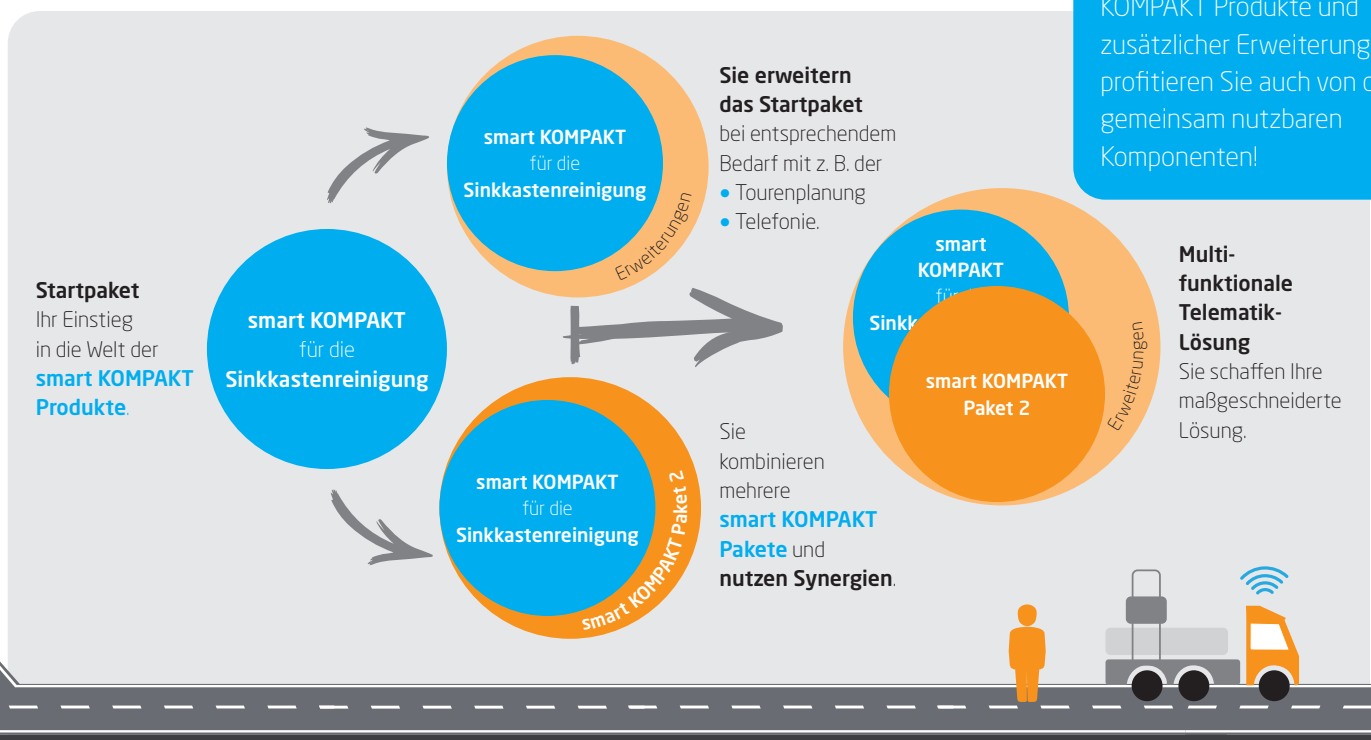 KOMPAKT Produkte und
zusätzlicher Erweiterung
profitieren Sie auch von
gemeinsam nutzbaren
Komponenten!
Startpaket
Ihr Einstieg
in die Welt der
smart KOMPAKT
Produkte.
smart KOMPAKT
für die
Sinkkastenreinigung
smart KOMPAKT
für die
Sinkkastenreinigung
Erweiterungen
Sie erweitern
das Startpaket
bei entsprechendem
Bedarf mit z. B. der
• Tourenplanung
• Telefonie.
smart KOMPAKT
für die
Sinkkastenreinigung
smart KOMPAKT Paket 2
Sie
kombinieren
mehrere
smart KOMPAKT
Pakete und
nutzen Synergien.
smart
KOMPAKT
für
Sinkk
smart KOMPAKT
Paket 2
Erweiterungen
Multi-
funktionale
Telematik-
Lösung
Sie schaffen Ihre
maßgeschneiderte
Lösung.